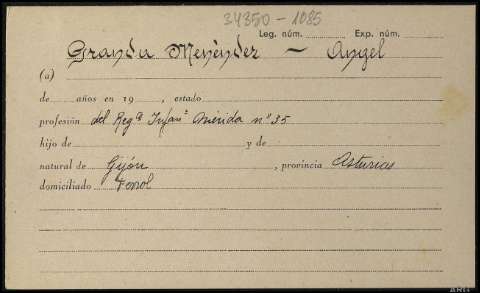 34350-1085
Leg. núm. Exp. núm.
Granda Menéndez - Angel
(a)
de años en 19 , estado
profesión del Regº Infanª Mérida nº 35
hijo de y de
natural de Gijón , provincia Asturias
domiciliado Ferrol